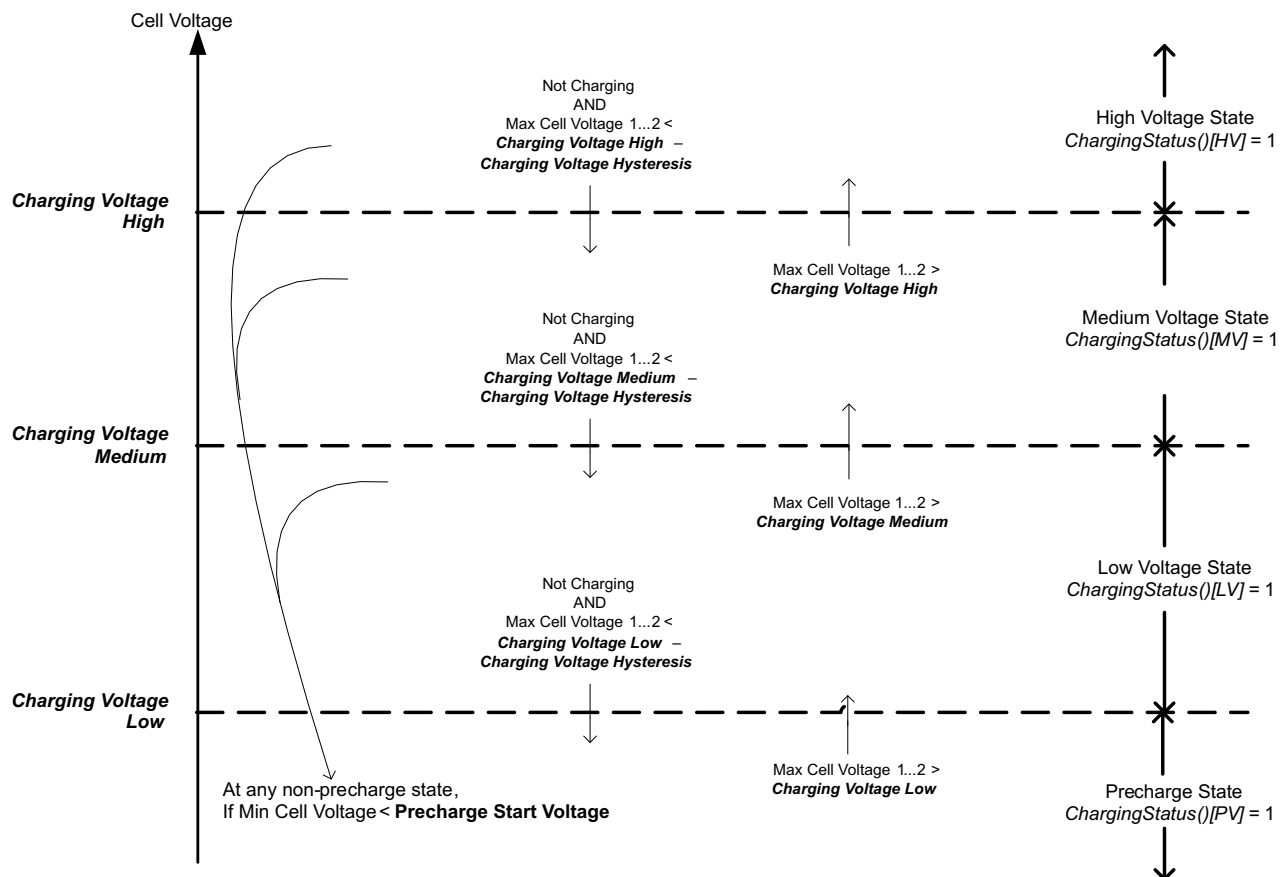 Cell Voltage
Not Charging
AND
Max Cell Voltage 1...2 <
Charging Voltage High –
Charging Voltage Hysteresis
High Voltage State
ChargingStatus()[HV] = 1
Charging Voltage
High
Max Cell Voltage 1...2 >
Charging Voltage High
Not Charging
AND
Max Cell Voltage 1...2 <
Charging Voltage Medium –
Charging Voltage Hysteresis
Medium Voltage State
ChargingStatus()[MV] = 1
Charging Voltage
Medium
Max Cell Voltage 1...2 >
Charging Voltage Medium
Not Charging
AND
Max Cell Voltage 1...2 <
Charging Voltage Low –
Charging Voltage Hysteresis
Low Voltage State
ChargingStatus()[LV] = 1
Charging Voltage
Low
Max Cell Voltage 1...2 >
Charging Voltage Low
At any non-precharge state,
If Min Cell Voltage < Precharge Start Voltage
Precharge State
ChargingStatus()[PV] = 1